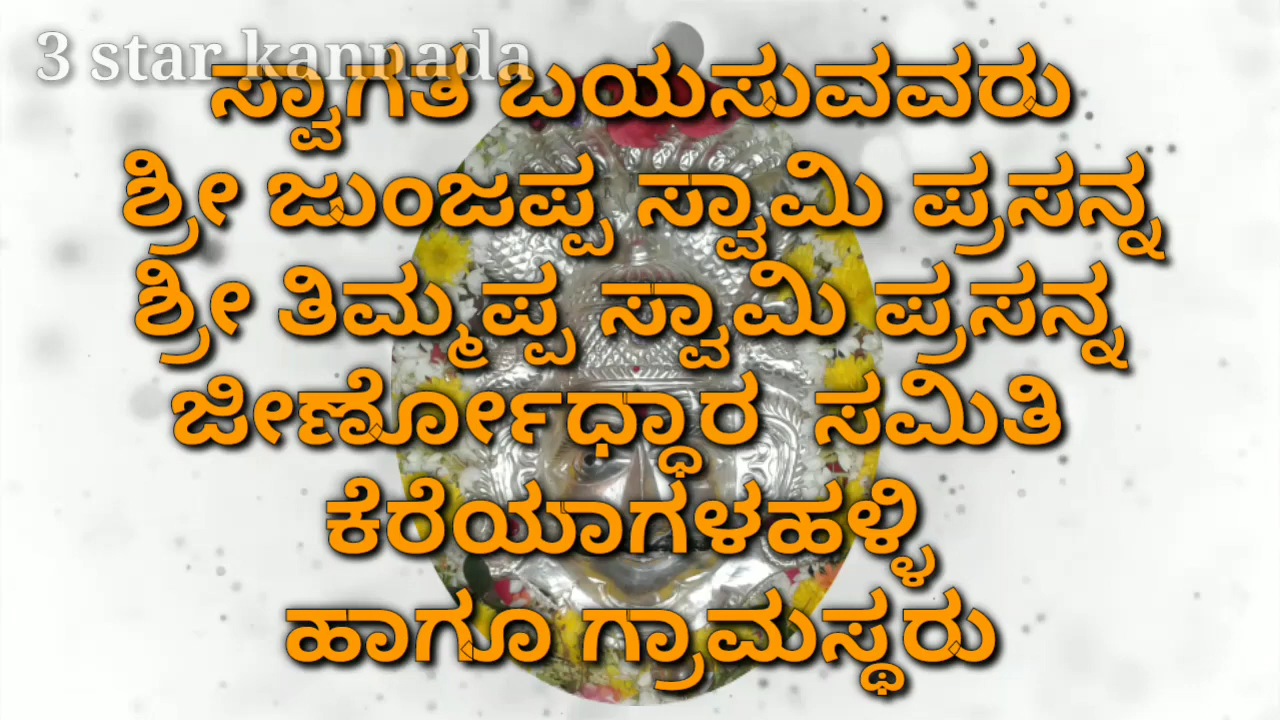 3 star kannada
ಸ್ವಾಗತ ಬಯಸುವವರು
ಶ್ರೀ ಜುಂಜಪ್ಪ ಸ್ವಾಮಿ ಪ್ರಸನ್ನ
ಶ್ರೀ ತಿಮ್ಮಪ್ಪ ಸ್ವಾಮಿ ಪ್ರಸನ್ನ
ಜೀರ್ಣೋಧ್ಧಾರ ಸಮಿತಿ
ಕೆರೆಯಾಗಳಹಳ್ಳಿ
ಹಾಗೂ ಗ್ರಾಮಸ್ಥರು